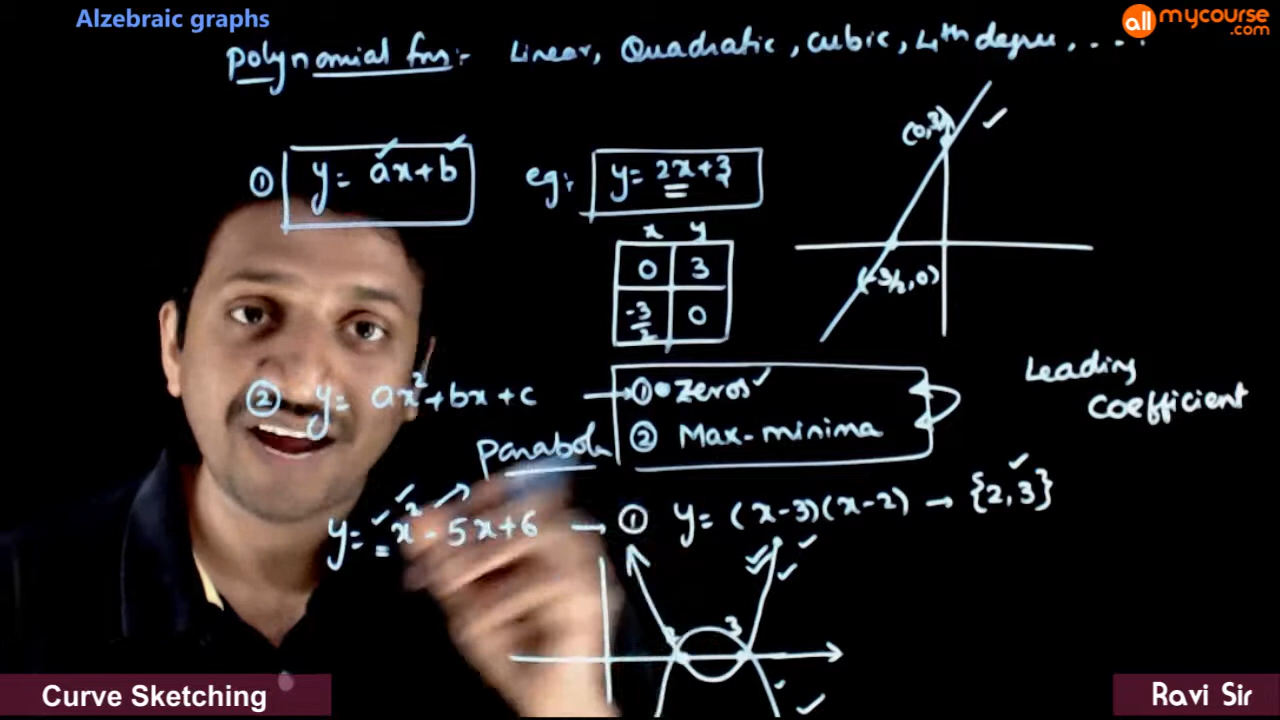 Alzebraic graphs
all mycourse .com
Polynomial fns:- Linear, Quadratic, Cubic, 4th degree, ....
① y= ax+b eg:- y= 2x+3
(0,3)
x y
0 3
-3/2 0
(-3/2,0)
② y= ax²+bx+c → ① Zeros
② Max-minima
Leading
Coefficient
Parabola
y= x²-5x+6 → ① y= (x-3)(x-2) → {2,3}
2 3
Curve Sketching
Ravi Sir